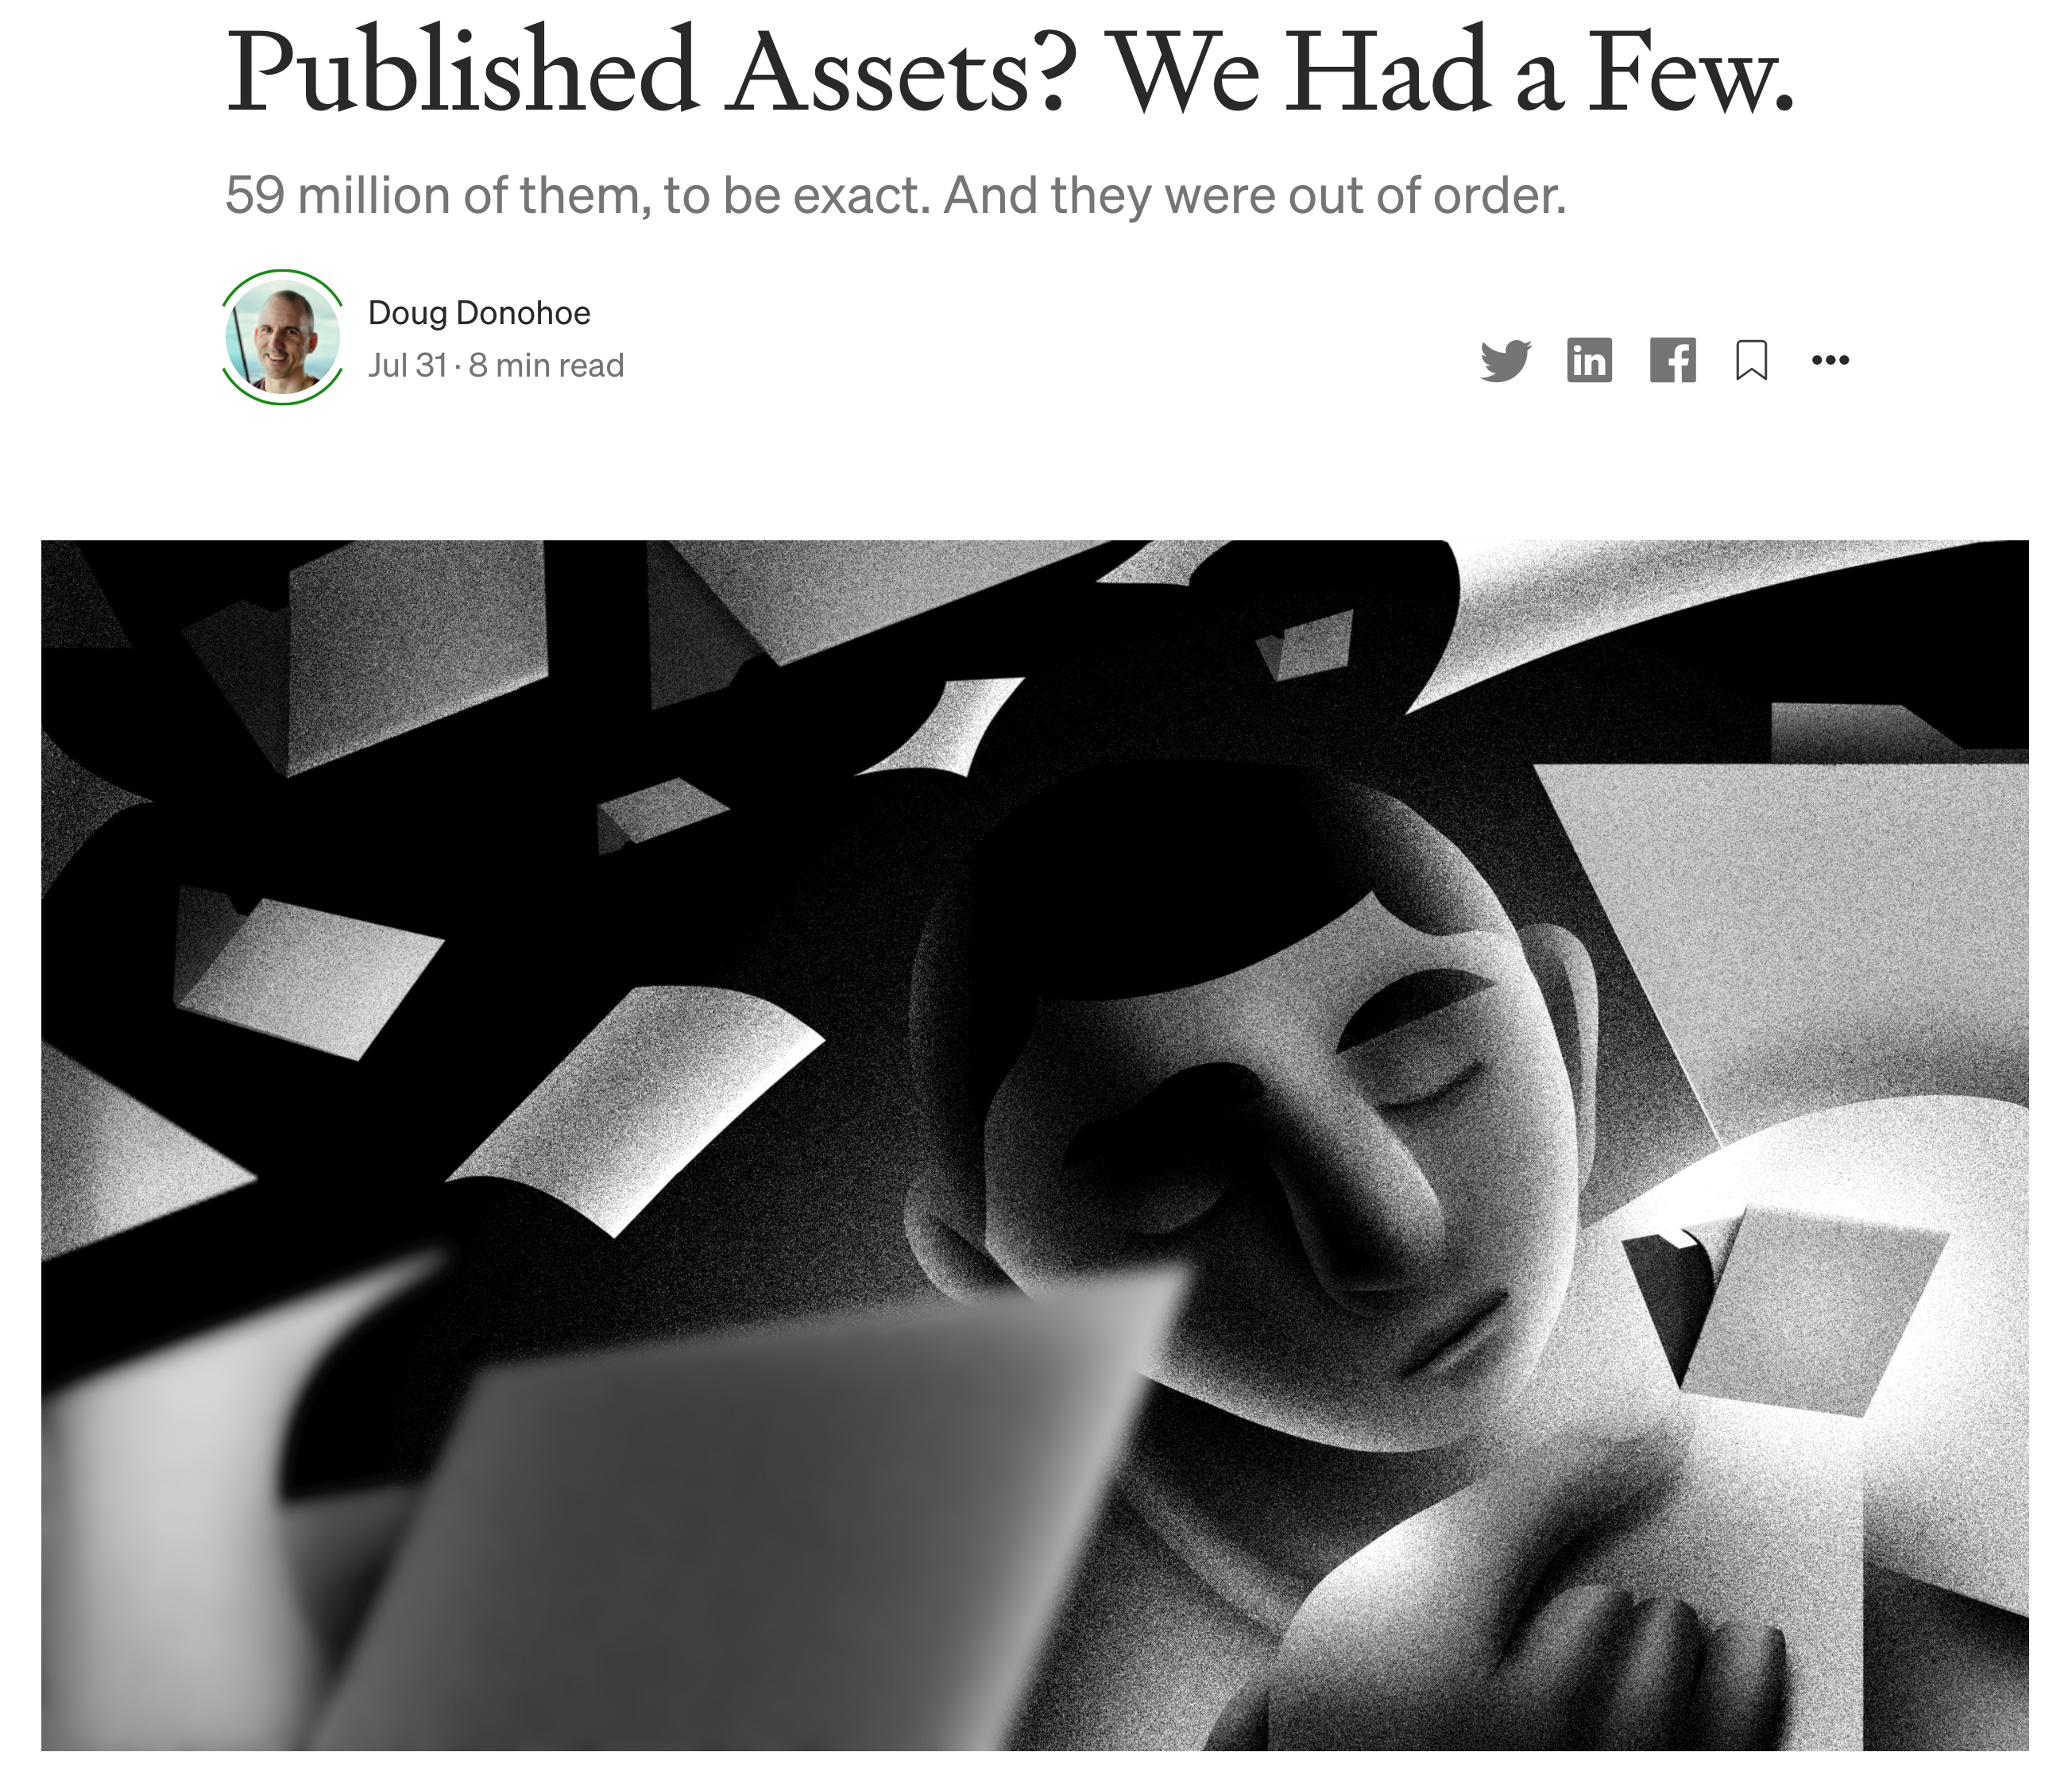 Published Assets? We Had a Few.
59 million of them, to be exact. And they were out of order.
Doug Donohoe
Jul 31 · 8 min read
in